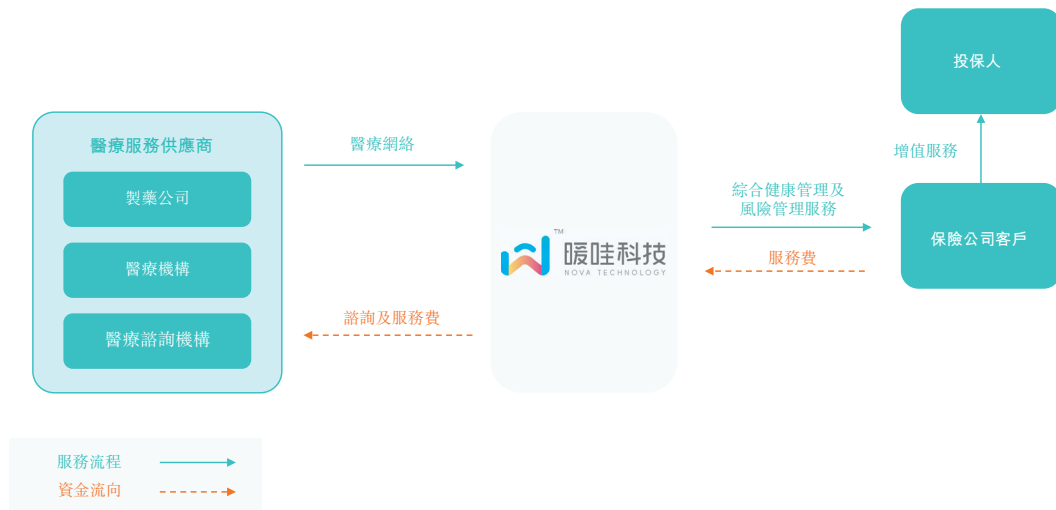 投保人
醫療服務供應商
醫療網絡
增值服務
製藥公司
綜合健康管理及
風險管理服務
保險公司客戶
醫療機構
暖哇科技™
NOVA TECHNOLOGY
服務費
諮詢及服務費
醫療諮詢機構
服務流程
資金流向